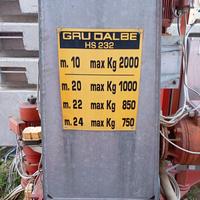 GRU DALBE
HS 232
m. 10 max Kg 2000
m. 20 max Kg 1000
m. 22 max Kg 850
m. 24 max Kg 750